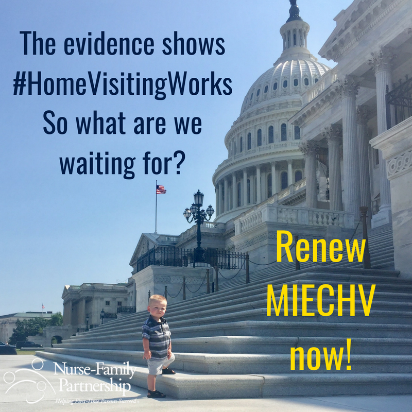 The evidence shows
#HomeVisitingWorks
So what are we
waiting for?
Renew
MIECHV
now!
Nurse-Family
Partnership